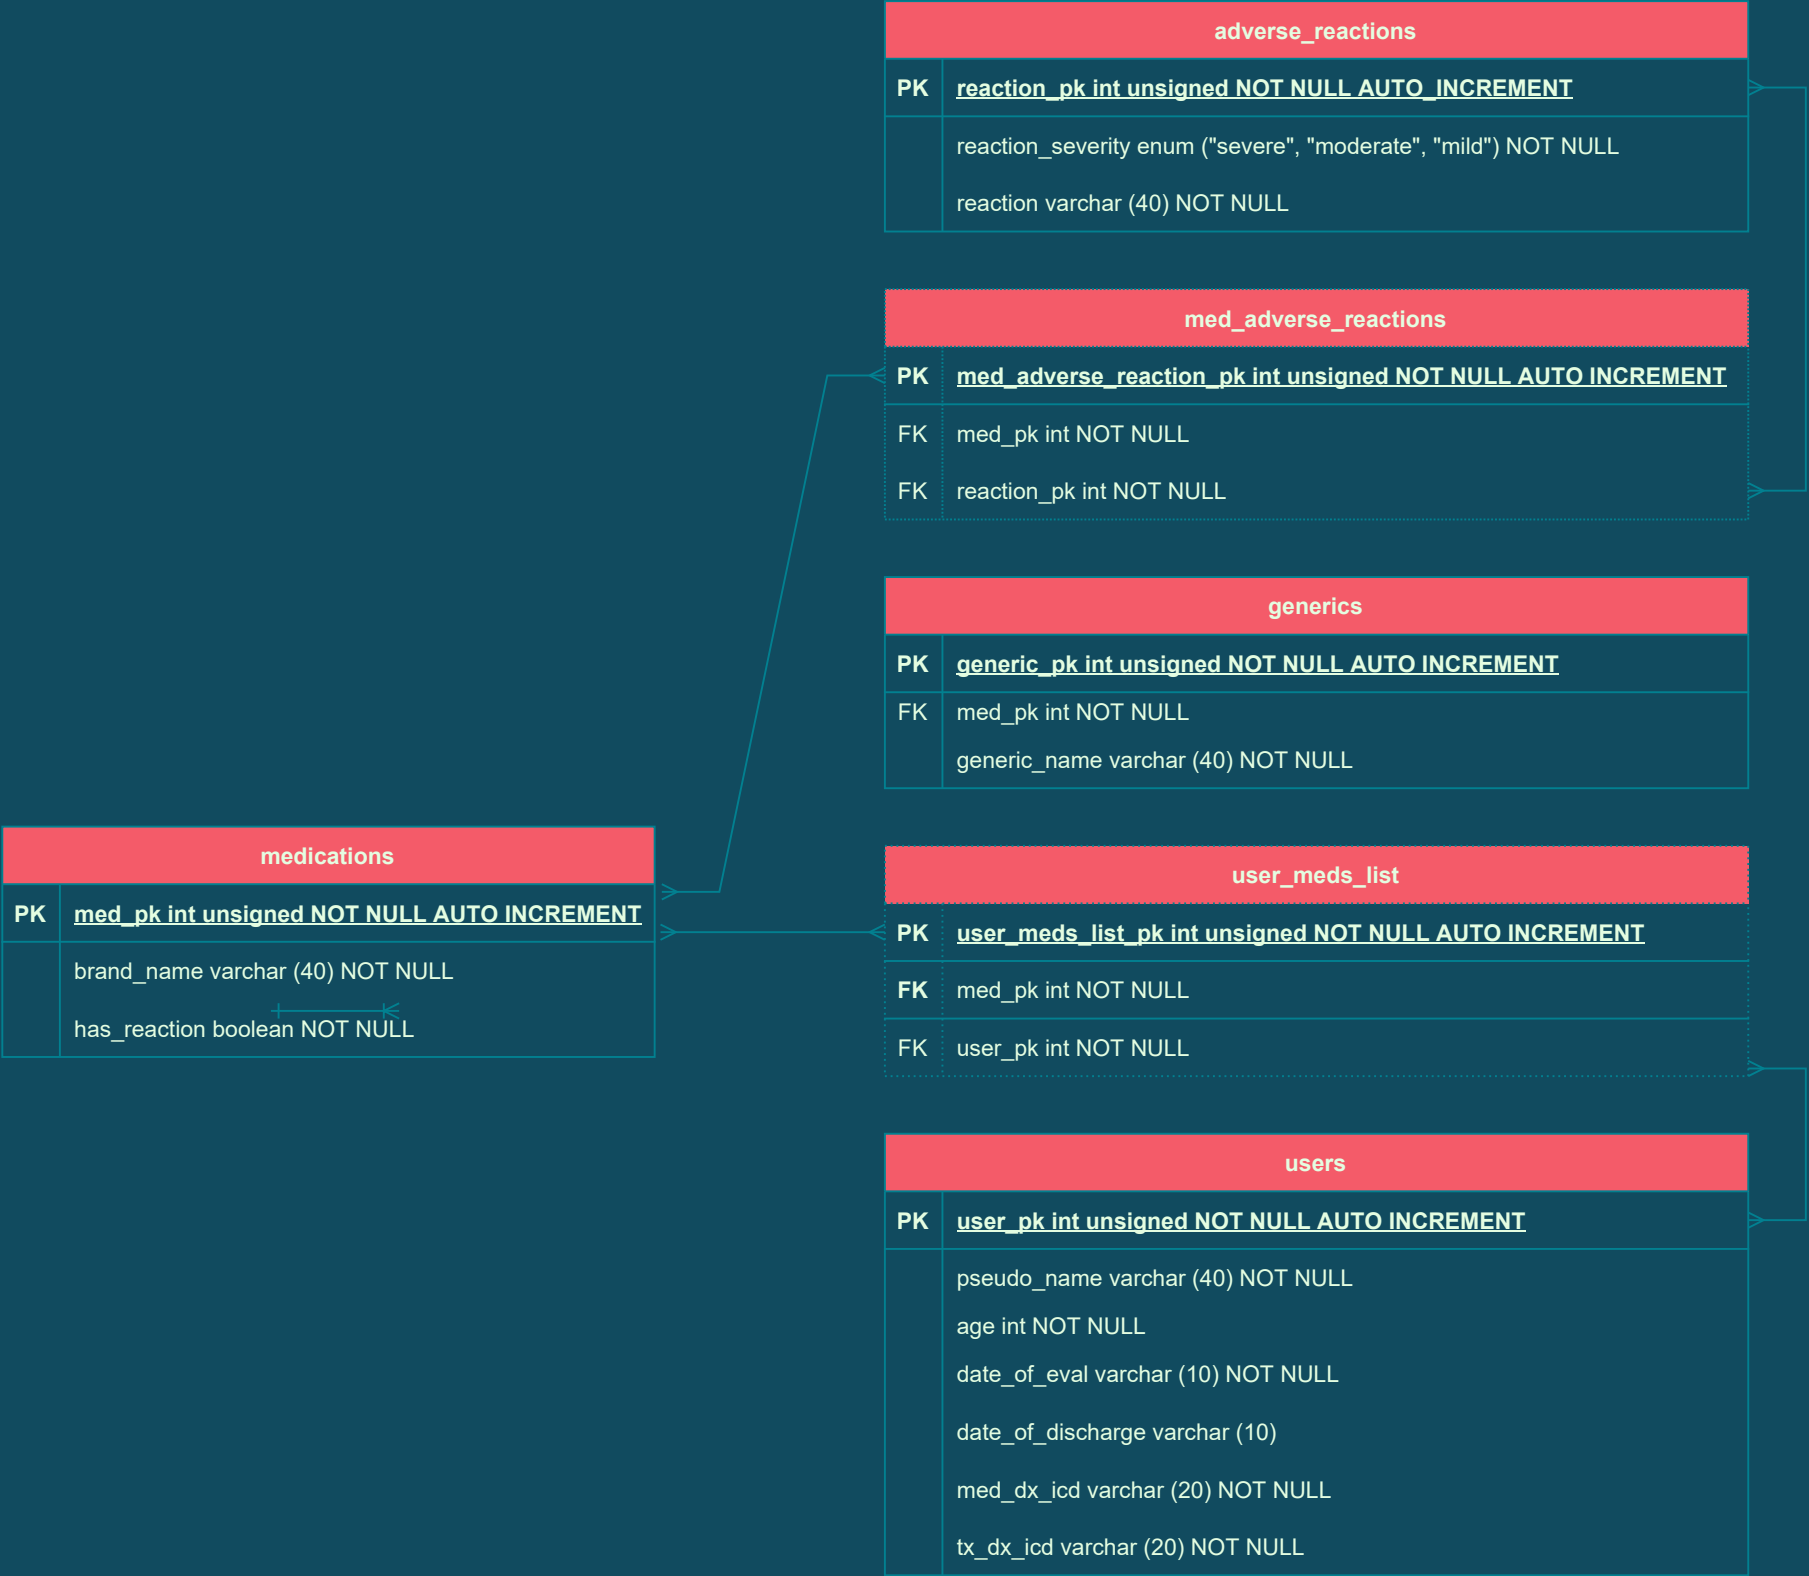 adverse_reactions
PK reaction_pk int unsigned NOT NULL AUTO_INCREMENT
reaction_severity enum ("severe", "moderate", "mild") NOT NULL
reaction varchar (40) NOT NULL
med_adverse_reactions
PK med_adverse_reaction_pk int unsigned NOT NULL AUTO INCREMENT
FK med_pk int NOT NULL
FK reaction_pk int NOT NULL
generics
PK generic_pk int unsigned NOT NULL AUTO INCREMENT
FK med_pk int NOT NULL
generic_name varchar (40) NOT NULL
medications
PK med_pk int unsigned NOT NULL AUTO INCREMENT
brand_name varchar (40) NOT NULL
has_reaction boolean NOT NULL
user_meds_list
PK user_meds_list_pk int unsigned NOT NULL AUTO INCREMENT
FK med_pk int NOT NULL
FK user_pk int NOT NULL
users
PK user_pk int unsigned NOT NULL AUTO INCREMENT
pseudo_name varchar (40) NOT NULL
age int NOT NULL
date_of_eval varchar (10) NOT NULL
date_of_discharge varchar (10)
med_dx_icd varchar (20) NOT NULL
tx_dx_icd varchar (20) NOT NULL